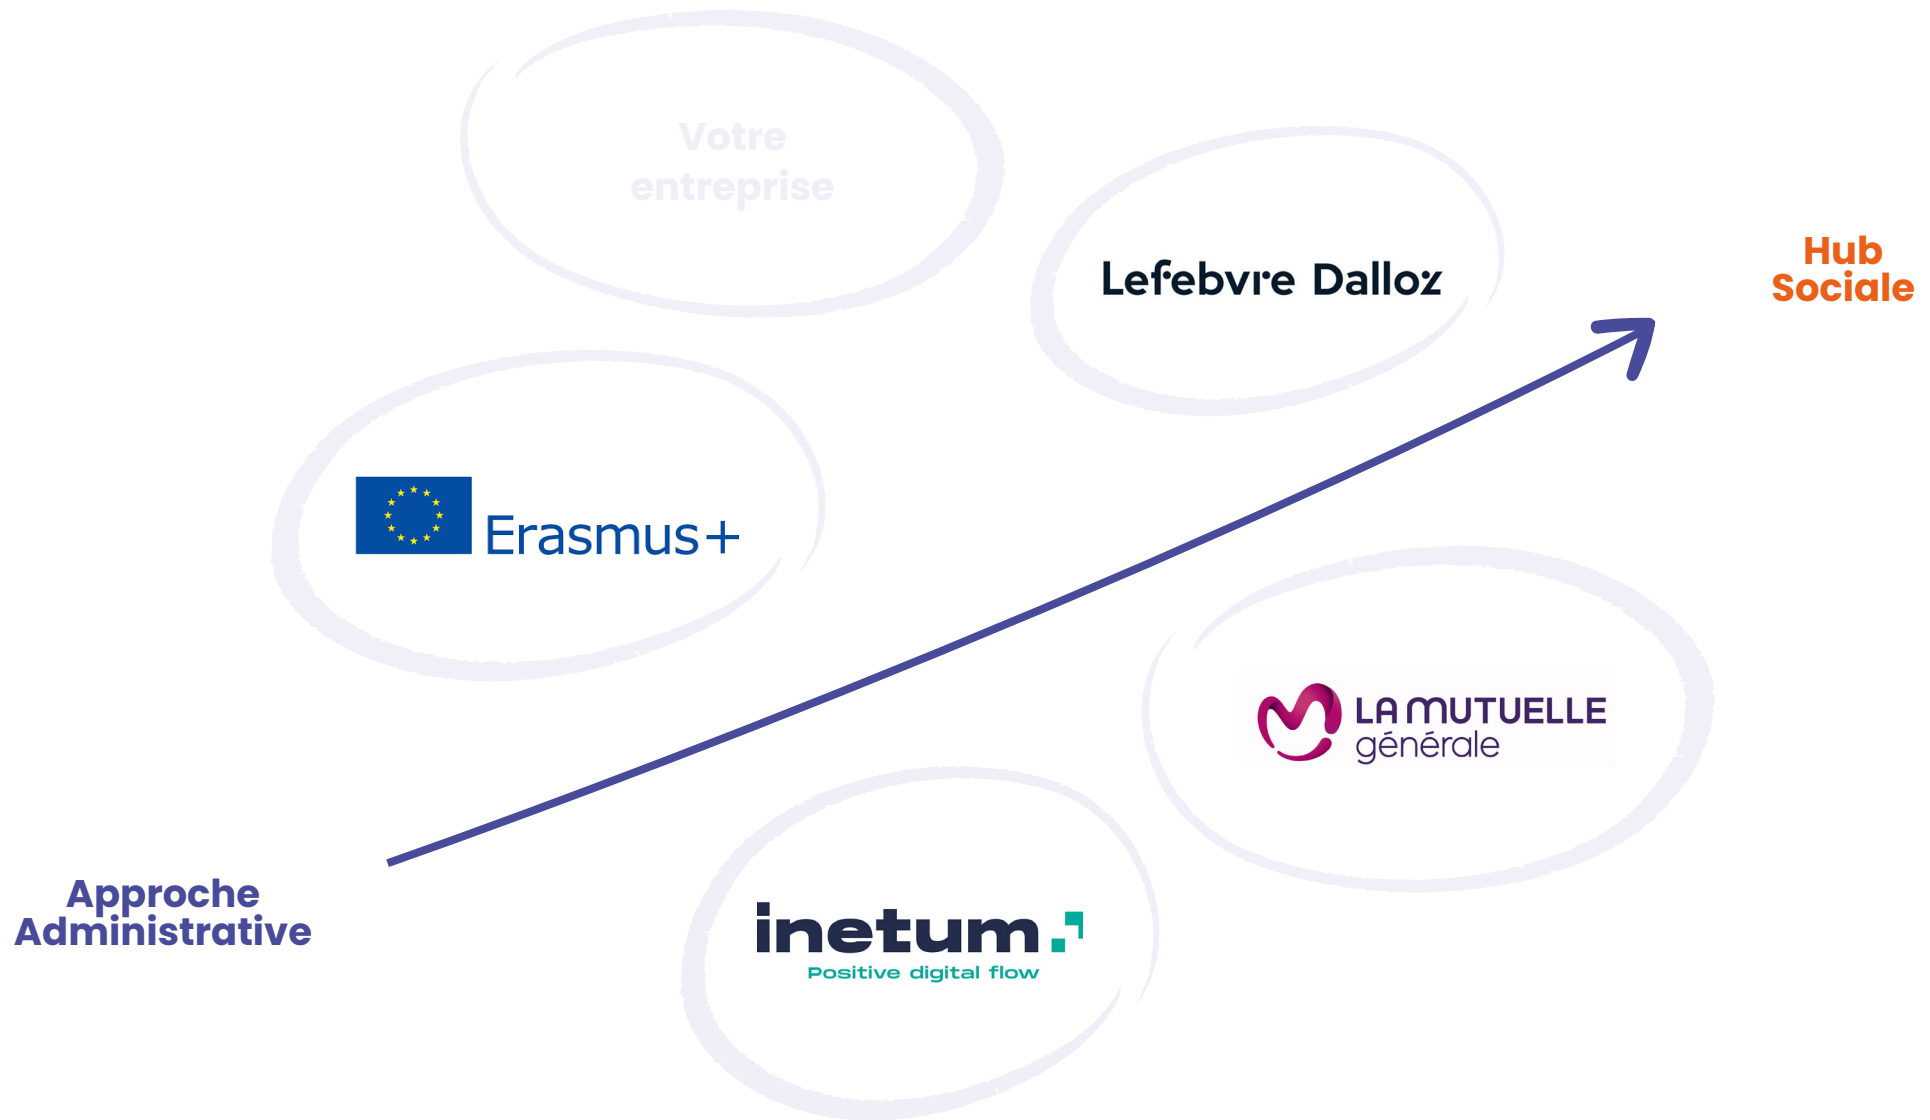 Votre
entreprise
Lefebvre Dalloz
Hub
Sociale
Erasmus+
LA MUTUELLE
générale
Approche
Administrative
inetum
Positive digital flow